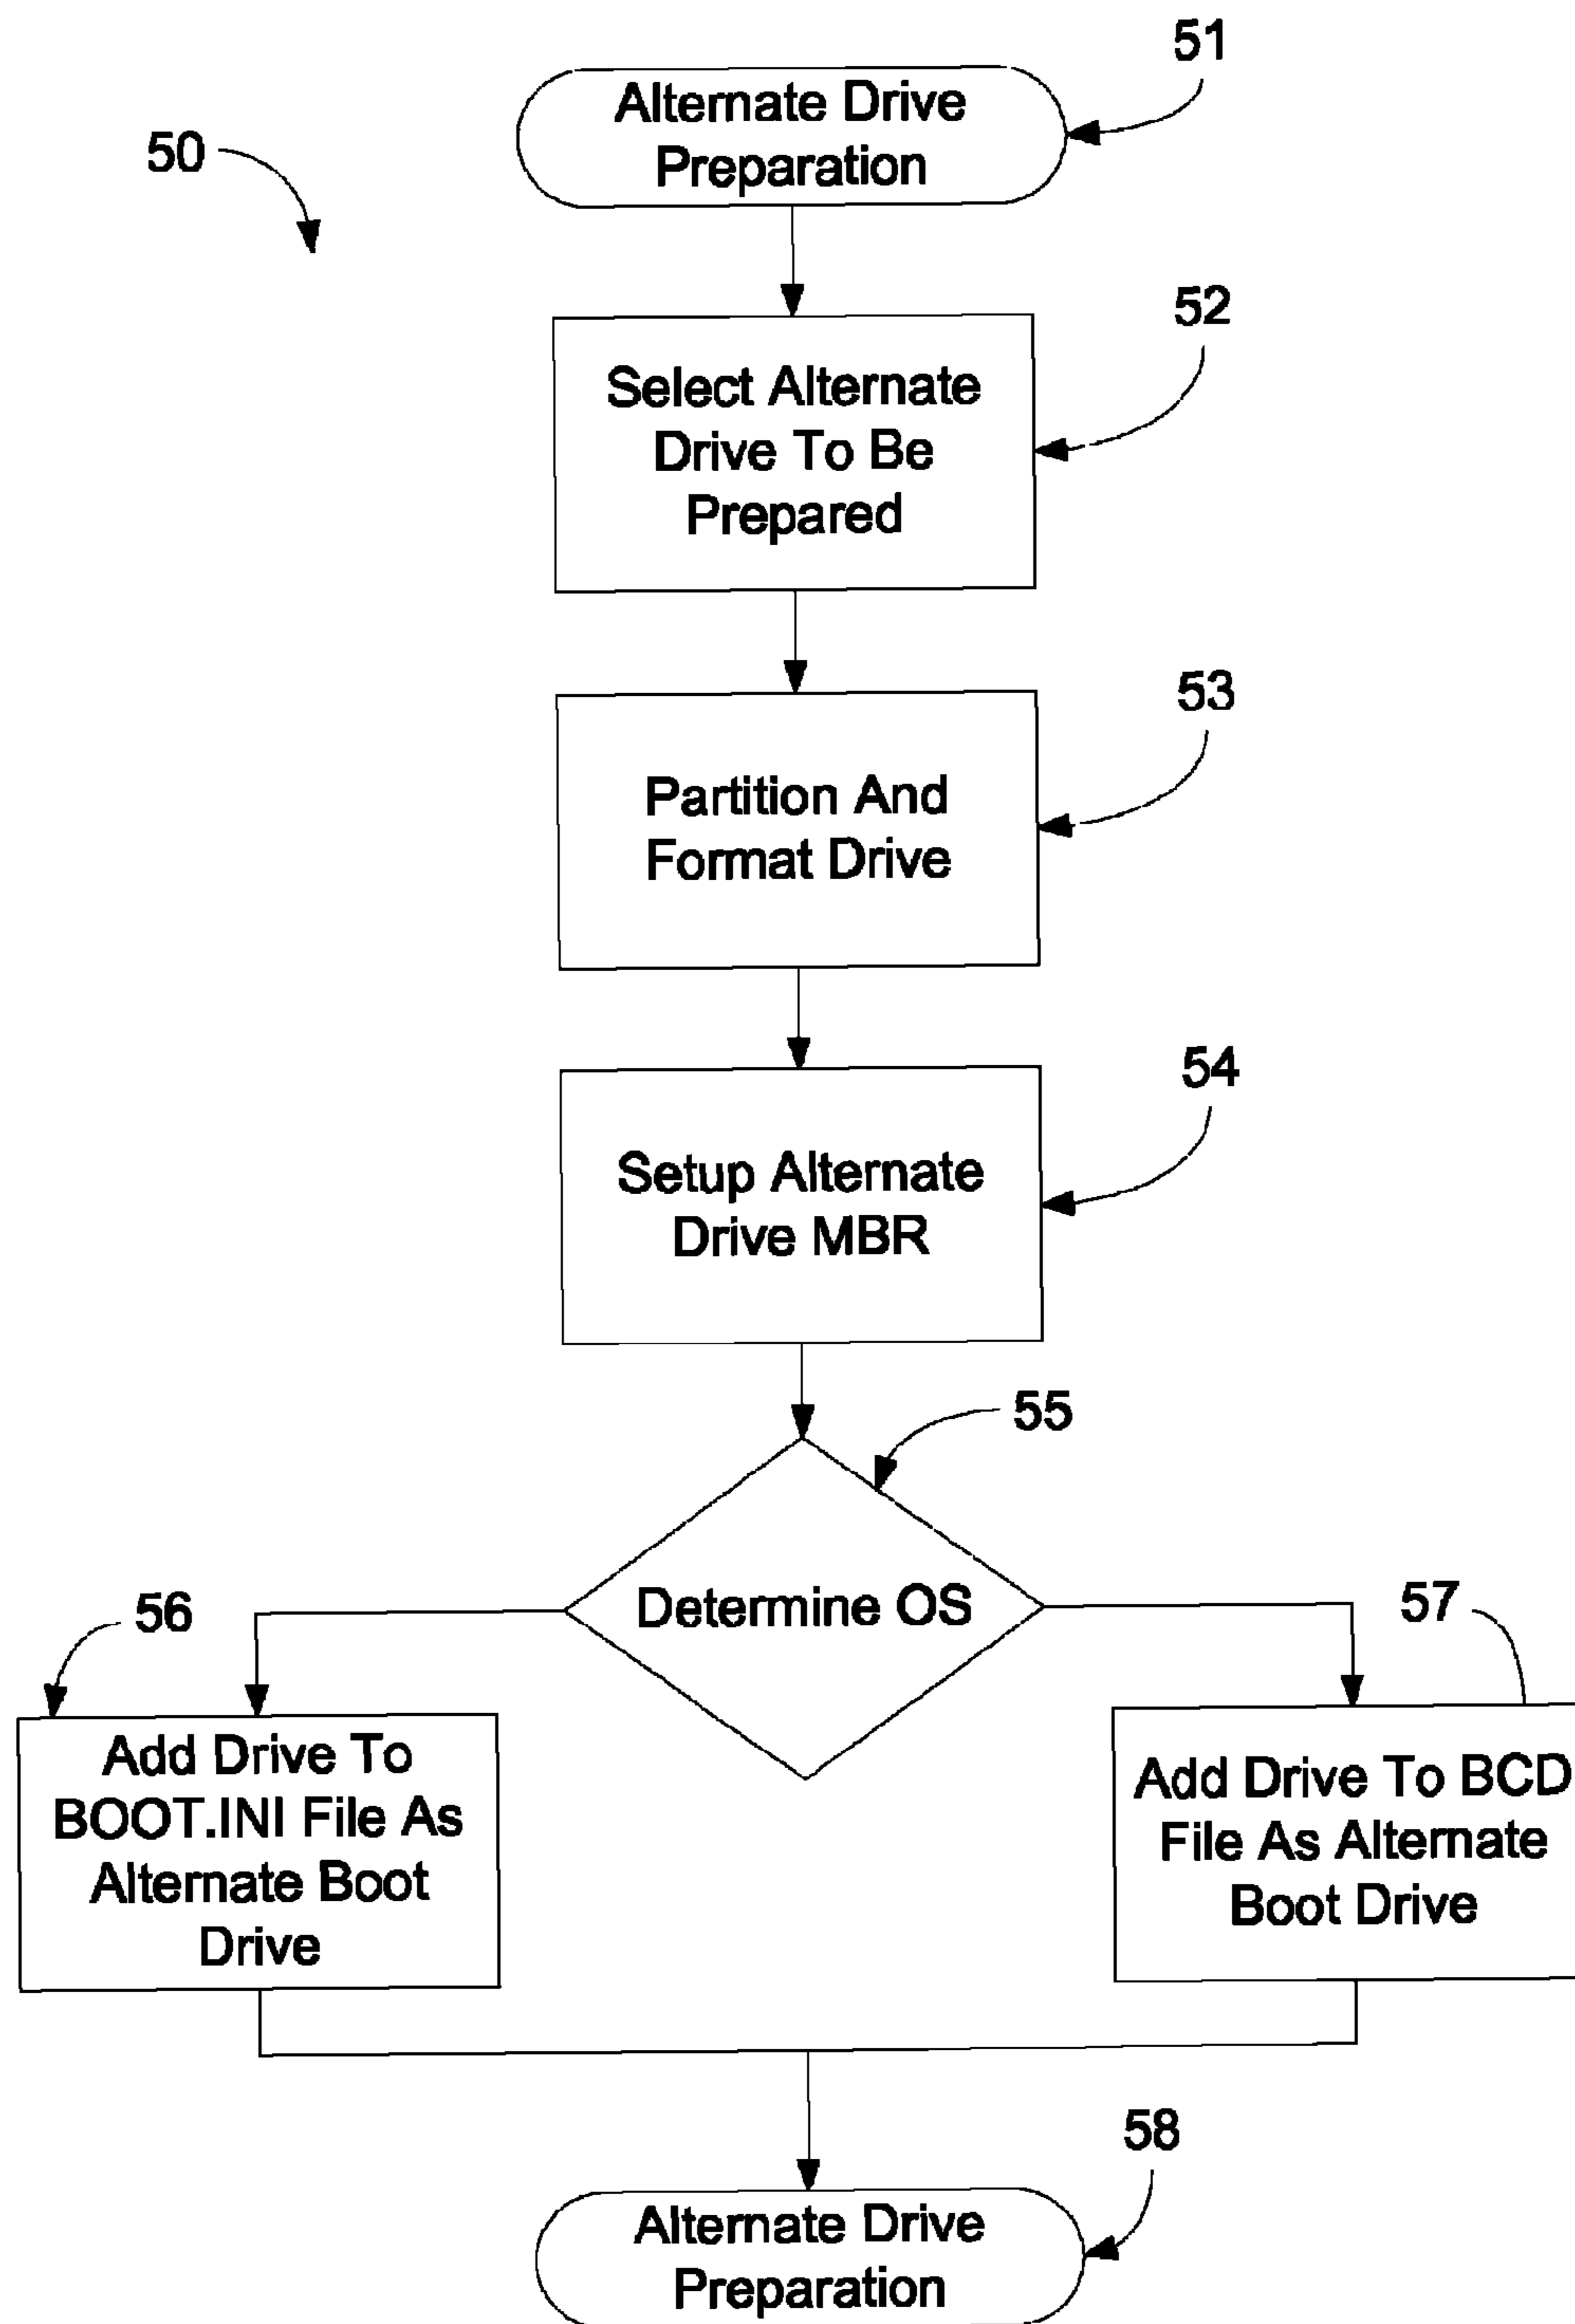 51
Alternate Drive
Preparation
50
52
Select Alternate
Drive To Be
Prepared
53
Partition And
Format Drive
54
Setup Alternate
Drive MBR
55
Determine OS
56
Add Drive To
BOOT.INI File As
Alternate Boot
Drive
57
Add Drive To BCD
File As Alternate
Boot Drive
58
Alternate Drive
Preparation